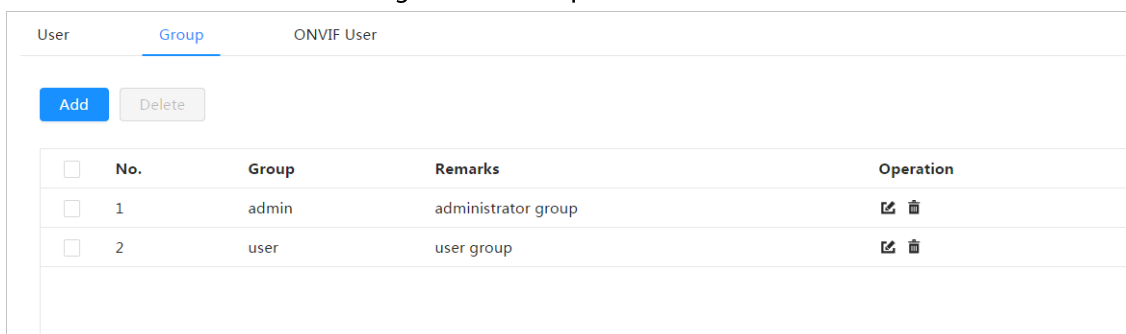 User Group ONVIF User
Add Delete
No. Group Remarks Operation
1 admin administrator group
2 user user group